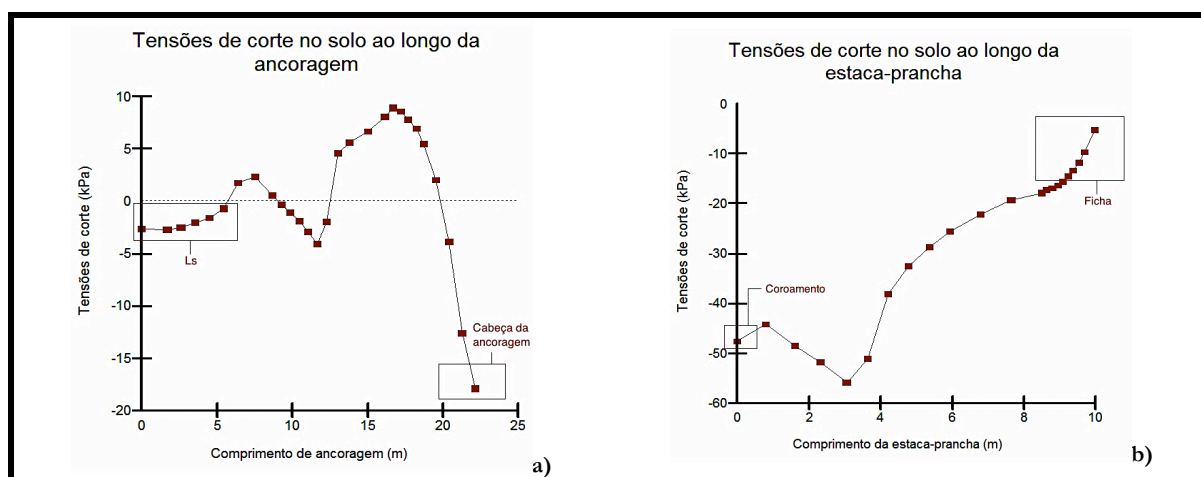 Tensões de corte no solo ao longo da
ancoragem
Tensões de corte (kPa)
10
5
0
-5
-10
-15
-20
Ls
Cabeça da
ancoragem
0
5
10
15
20
25
Comprimento de ancoragem (m)
a)
Tensões de corte no solo ao longo da
estaca-prancha
Tensões de corte (kPa)
0
-10
-20
-30
-40
-50
-60
Ficha
Coroamento
0
2
4
6
8
10
Comprimento da estaca-prancha (m)
b)